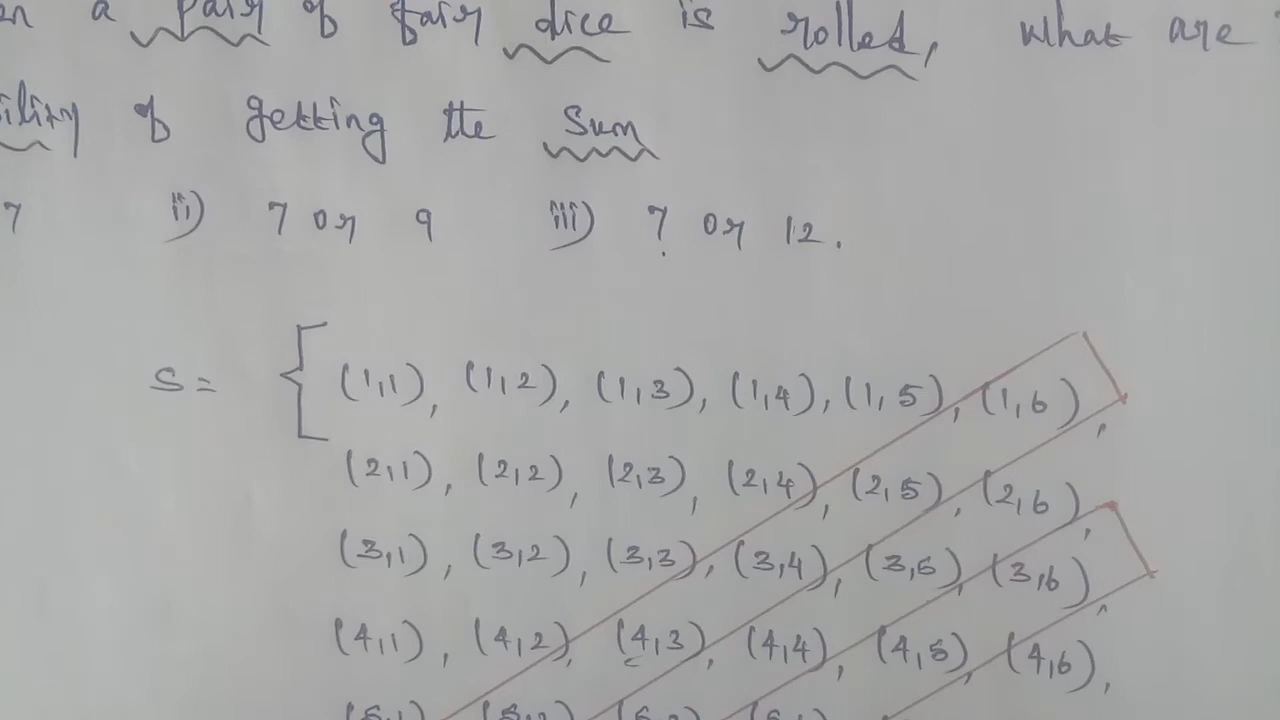 a pair of fair dice is rolled, what are
of getting the Sum
7 ii) 7 or 9 iii) 7 or 12.
S = { (1,1), (1,2), (1,3), (1,4), (1,5), (1,6),
(2,1), (2,2), (2,3), (2,4), (2,5), (2,6),
(3,1), (3,2), (3,3), (3,4), (3,5), (3,6),
(4,1), (4,2), (4,3), (4,4), (4,5), (4,6),